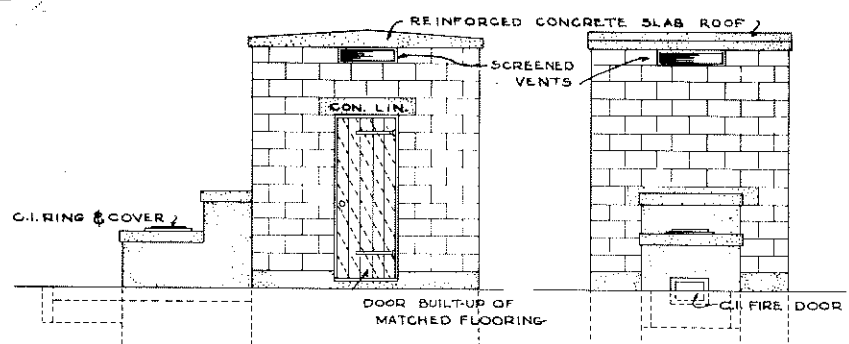 REINFORCED CONCRETE SLAB ROOF
SCREENED
VENTS
CON. LIN.
C.I. RING & COVER
DOOR BUILT-UP OF
MATCHED FLOORING
C.I. FIRE DOOR